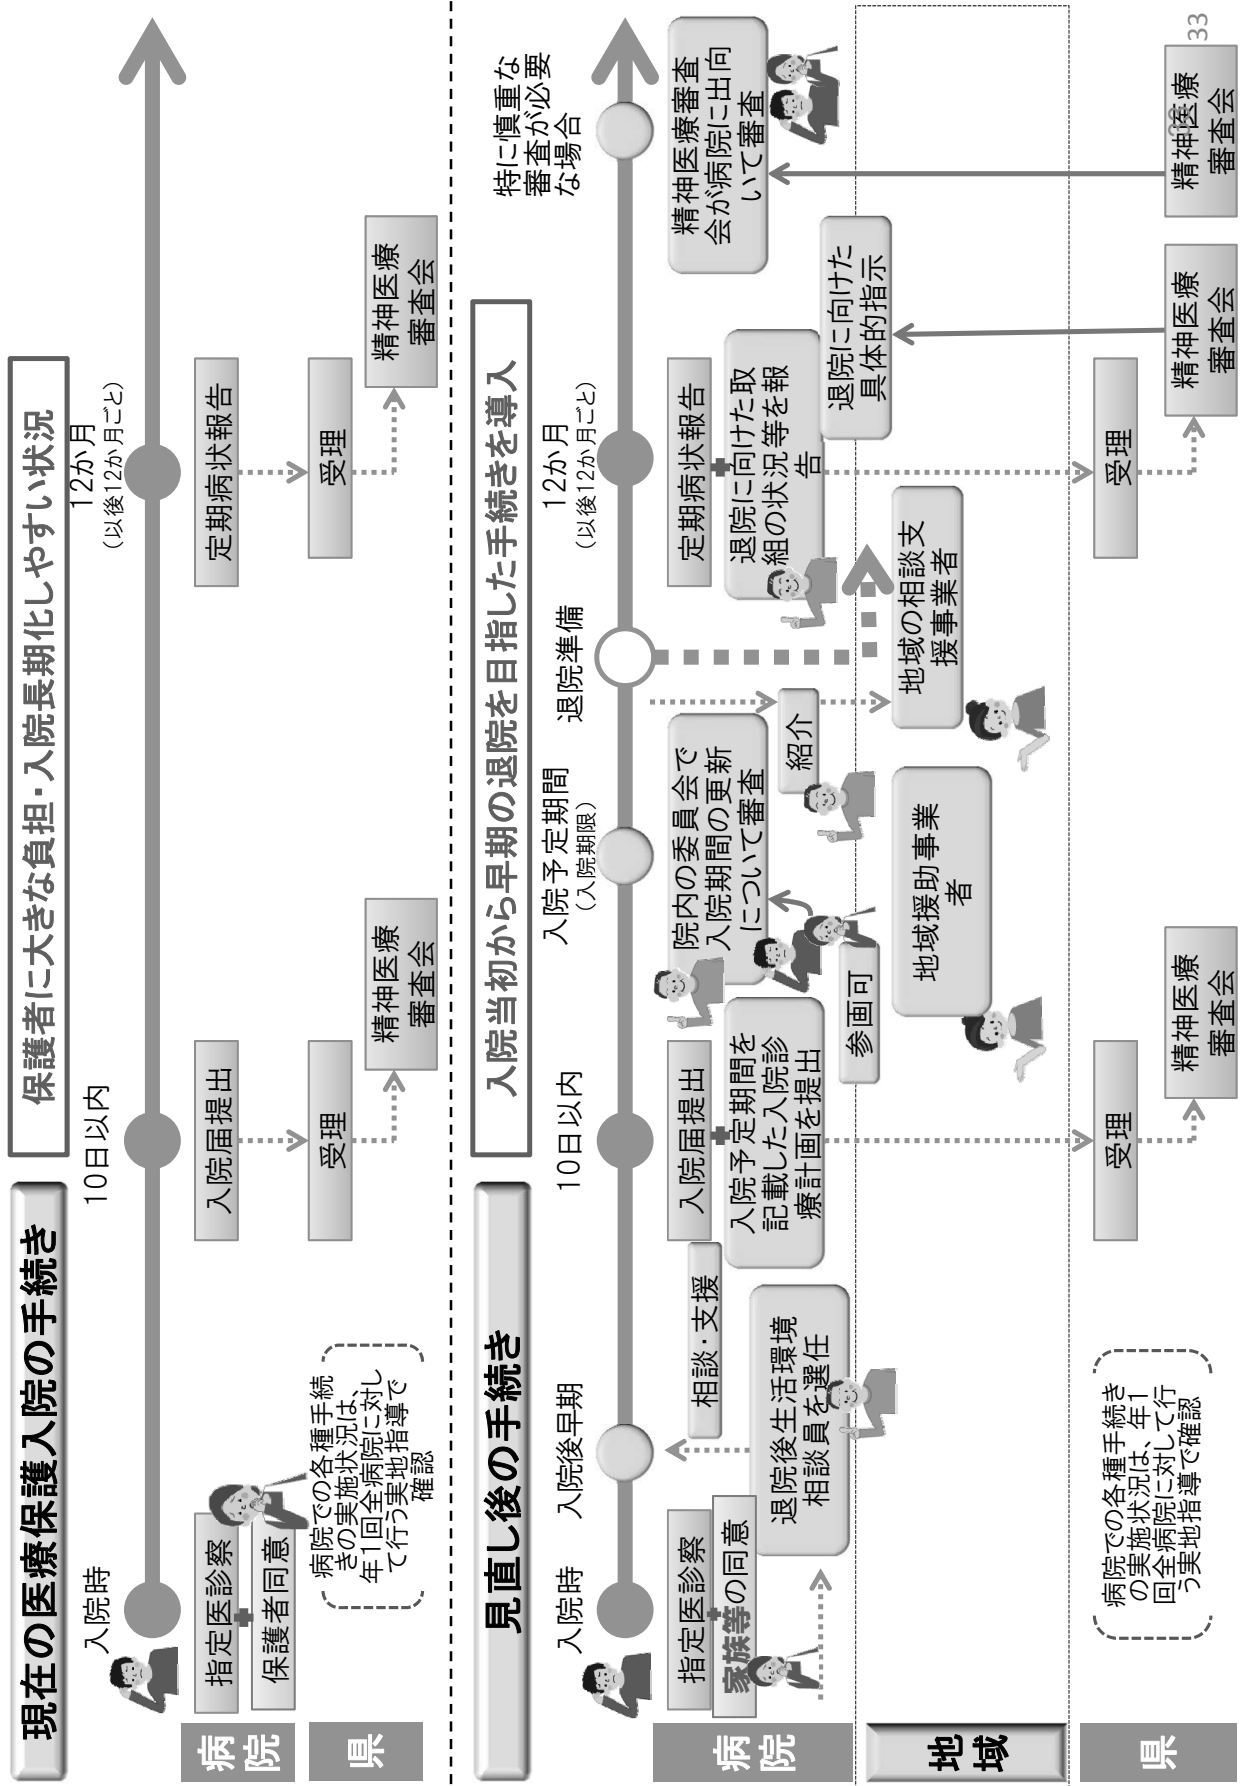 現在の医療保護入院の手続き
保護者に大きな負担・入院長期化しやすい状況
入院時
10日以内
12か月
（以後12か月ごと）
病院
指定医診察
保護者同意
入院届提出
定期病状報告
県
病院での各種手続
きの実施状況は、
年1回全病院に対し
て行う実地指導で
確認
受理
精神医療
審査会
受理
精神医療
審査会
見直し後の手続き
入院当初から早期の退院を目指した手続きを導入
入院時
入院後早期
10日以内
入院予定期間
（入院期限）
退院準備
12か月
（以後12か月ごと）
特に慎重な
審査が必要
な場合
病院
指定医診察
家族等の同意
相談・支援
退院後生活環境
相談員を選任
入院届提出
入院予定期間を
記載した入院診
療計画を提出
院内の委員会で
入院期間の更新
について審査
参画可
紹介
定期病状報告
退院に向けた取
組の状況等を報
告
退院に向けた
具体的指示
精神医療審査
会が病院に出向
いて審査
地域
地域援助事業
者
地域の相談支
援事業者
県
病院での各種手続き
の実施状況は、年1
回全病院に対して行
う実地指導で確認
受理
精神医療
審査会
受理
精神医療
審査会
精神医療
審査会
33
33